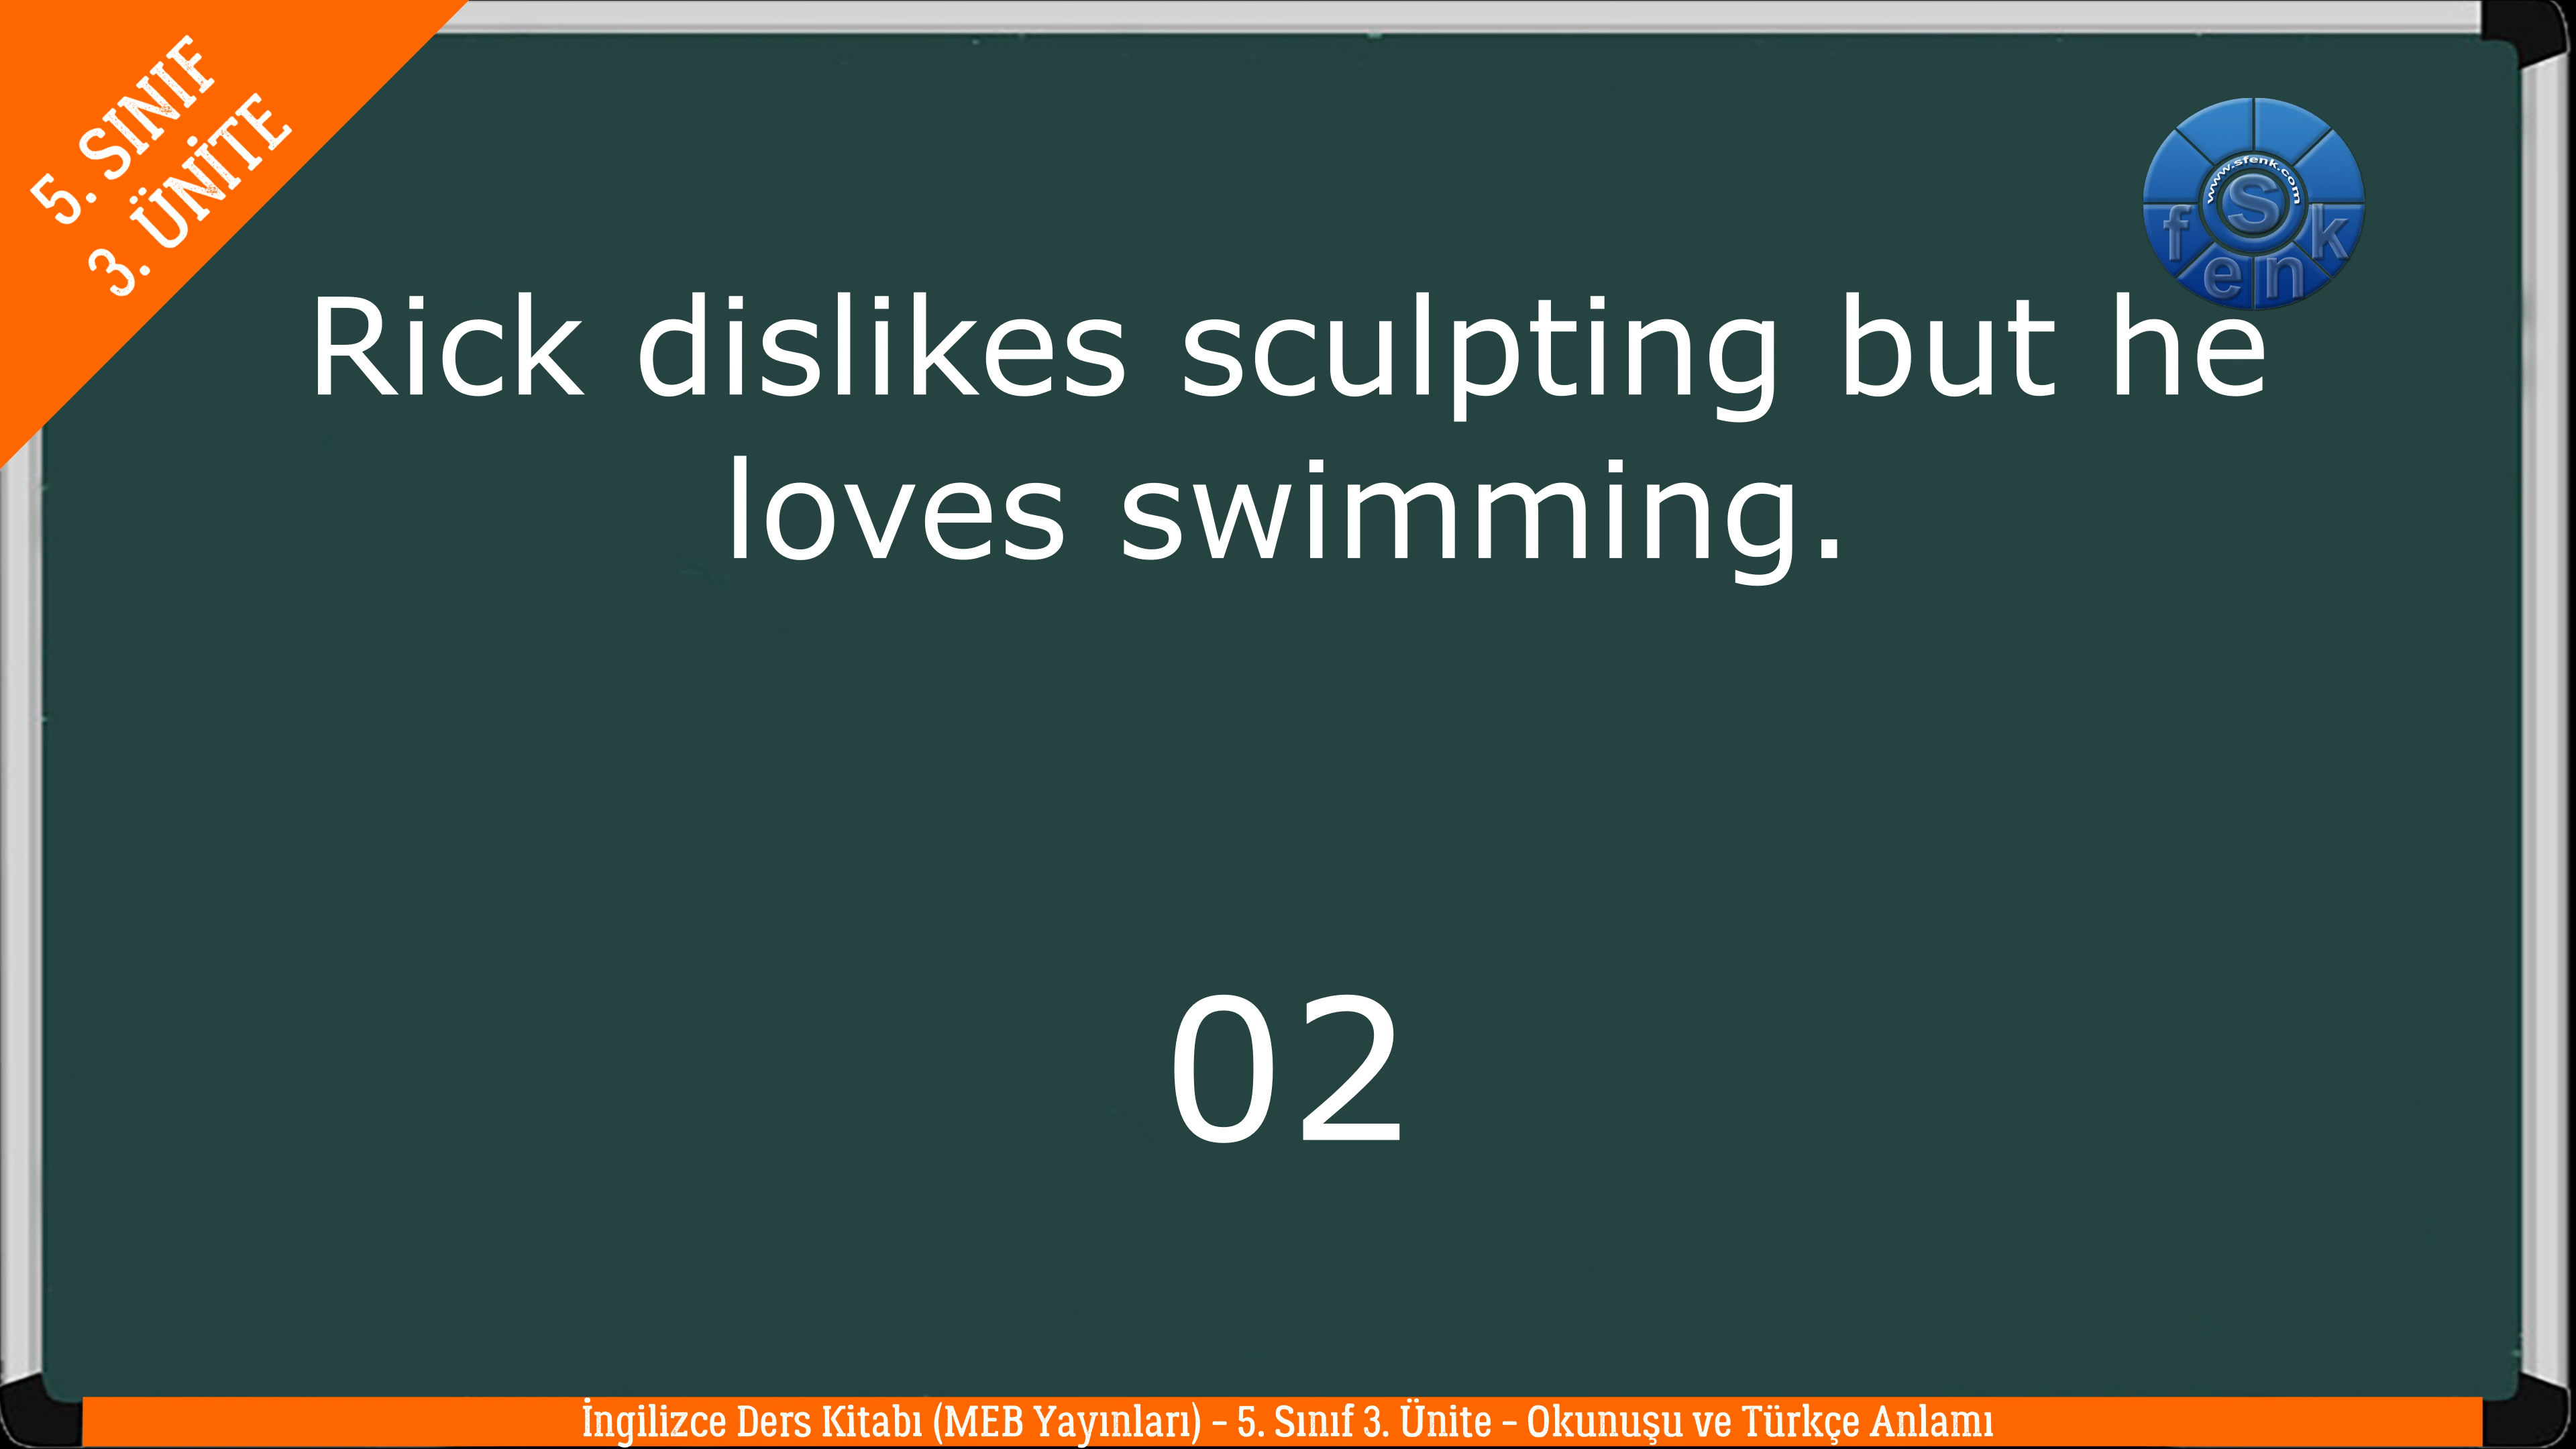 5. SINIF
3. ÜNİTE
www.sfenk.com
S
f e n k
Rick dislikes sculpting but he
loves swimming.
02
İngilizce Ders Kitabı (MEB Yayınları) – 5. Sınıf 3. Ünite – Okunuşu ve Türkçe Anlamı